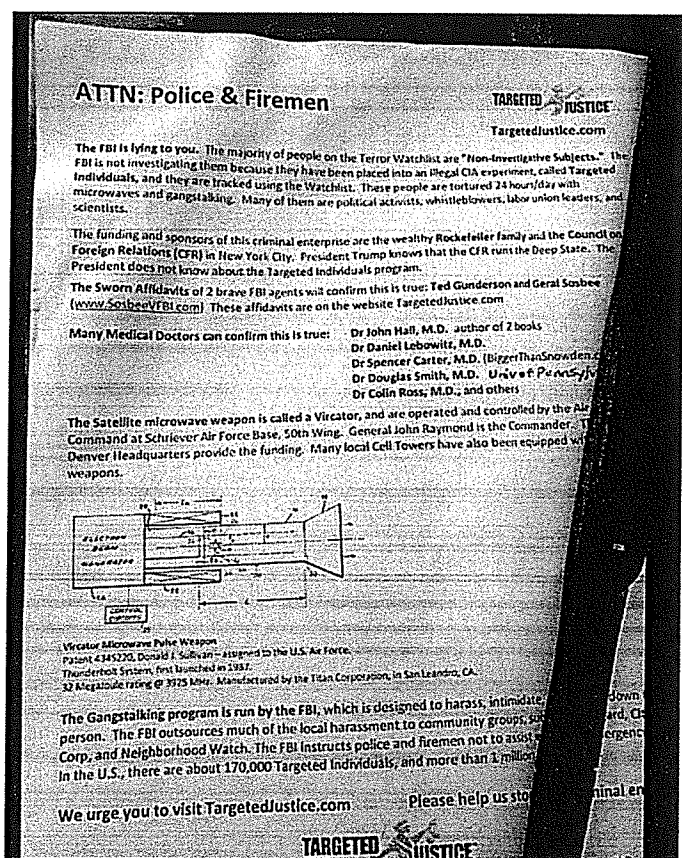 ATTN: Police & Firemen
TARGETED JUSTICE
TargetedJustice.com
The FBI is lying to you. The majority of people on the Terror Watchlist are "Non-Investigative Subjects." The
FBI is not investigating them because they have been placed into an illegal CIA experiment, called Targeted
Individuals, and they are tracked using the Watchlist. These people are tortured 24 hours/day with
microwaves and gangstalking. Many of them are political activists, whistleblowers, labor union leaders, and
scientists.
The funding and sponsors of this criminal enterprise are the wealthy Rockefeller family and the Council on
Foreign Relations (CFR) in New York City. President Trump knows that the CFR runs the Deep State. The
President does not know about the Targeted Individuals program.
The Sworn Affidavits of 2 brave FBI agents will confirm this is true: Ted Gunderson and Geral Sosbee
(www.SosbeeVFBI.com) These affidavits are on the website TargetedJustice.com
Many Medical Doctors can confirm this is true:
Dr John Hall, M.D. author of 2 books
Dr Daniel Lebowitz, M.D.
Dr Spencer Carter, M.D. (BiggerThanSnowden.c
Dr Douglas Smith, M.D. Univ of Pennsylv
Dr Colin Ross, M.D., and others
The Satellite microwave weapon is called a Vircator, and are operated and controlled by the Air
Command at Schriever Air Force Base, 50th Wing. General John Raymond is the Commander.
Denver Headquarters provide the funding. Many local Cell Towers have also been equipped
weapons.
ELECTRON
BEAM
GENERATOR
CONTROL
Vircator Microwave Pulse Weapon
Patent 4345220, Donald J. Sullivan – assigned to the U.S. Air Force.
Thunderbolt System, first launched in 1987.
32 Megajoule rating @ 3975 MHz. Manufactured by the Titan Corporation, in San Leandro, CA.
The Gangstalking program is run by the FBI, which is designed to harass, intimidate down
person. The FBI outsources much of the local harassment to community groups,
Corp, and Neighborhood Watch. The FBI instructs police and firemen not to assist
In the U.S., there are about 170,000 Targeted Individuals, and more than 1 million
We urge you to visit TargetedJustice.com
Please help us
TARGETED JUSTICE